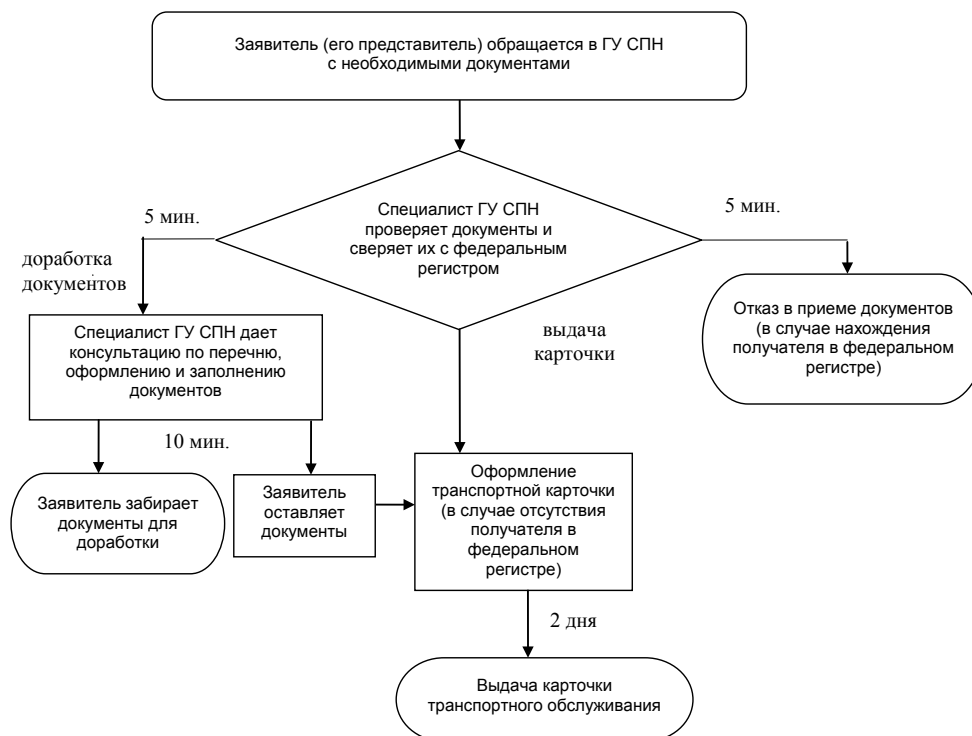 Заявитель (его представитель) обращается в ГУ СПН
с необходимыми документами
5 мин.
Специалист ГУ СПН
проверяет документы и
сверяет их с федеральным
регистром
5 мин.
доработка
документов
Специалист ГУ СПН дает
консультацию по перечню,
оформлению и заполнению
документов
выдача
карточки
Отказ в приеме документов
(в случае нахождения
получателя в федеральном
регистре)
10 мин.
Заявитель забирает
документы для
доработки
Заявитель
оставляет
документы
Оформление
транспортной карточки
(в случае отсутствия
получателя в
федеральном
регистре)
2 дня
Выдача карточки
транспортного обслуживания